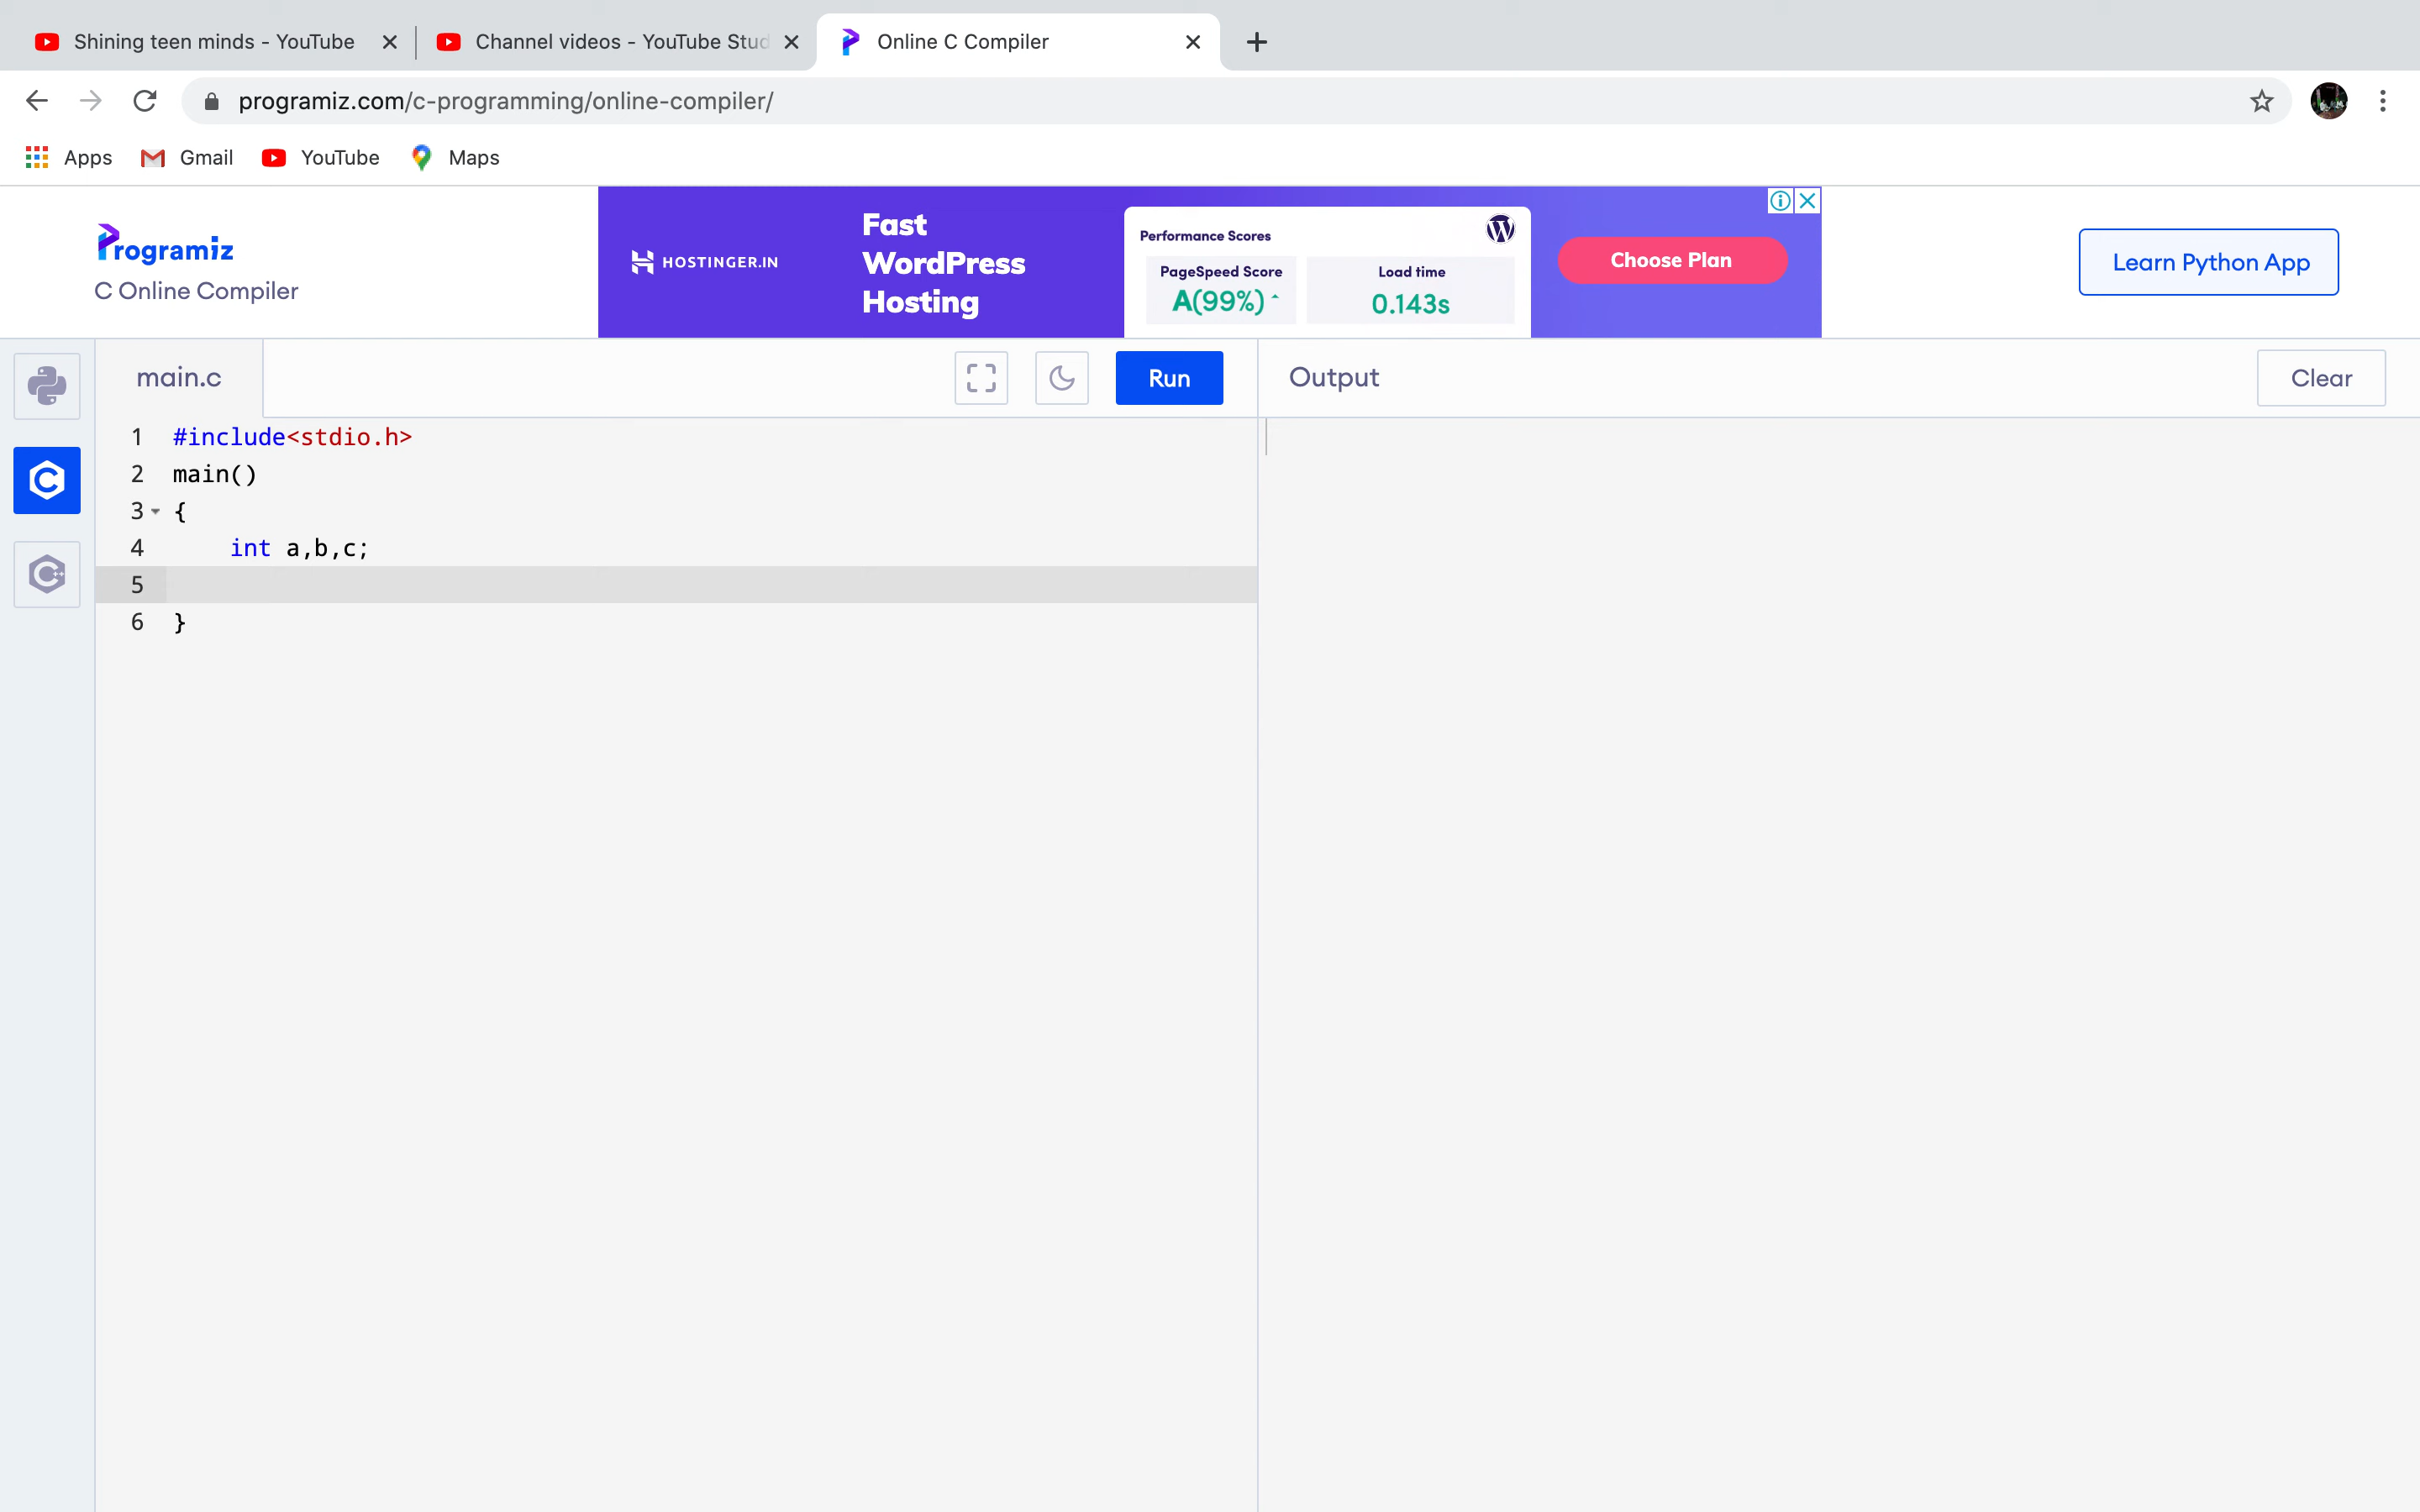 Shining teen minds - YouTube
Channel videos - YouTube Stud
Online C Compiler
programiz.com/c-programming/online-compiler/
Apps
Gmail
YouTube
Maps
Programiz
C Online Compiler
HOSTINGER.IN
Fast
WordPress
Hosting
Performance Scores
PageSpeed Score
A(99%)
Load time
0.143s
Choose Plan
Learn Python App
main.c
Run
Output
Clear
1 #include<stdio.h>
2 main()
3 {
4 int a,b,c;
5
6 }